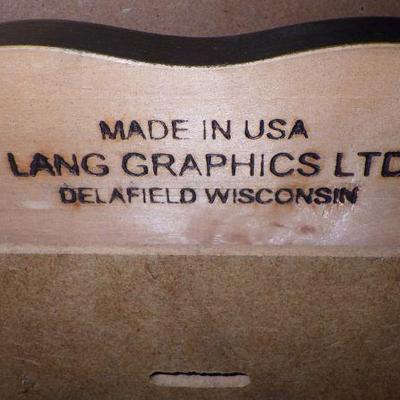 MADE IN USA
LANG GRAPHICS LTD
DELAFIELD WISCONSIN